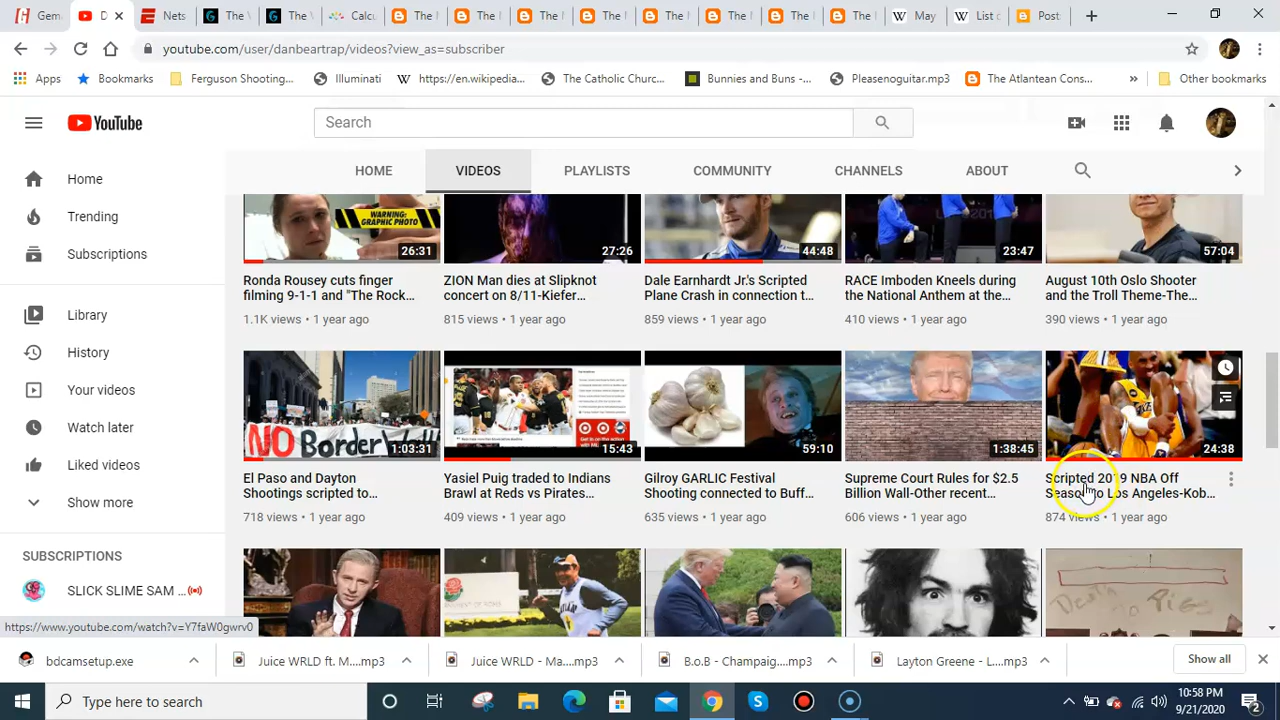 Gem
D
Nets
The V
The V
Calcu
The M
The
The
The
The M
The
The
The
W May
W List o
Post
youtube.com/user/danbeartrap/videos?view_as=subscriber
Apps
Bookmarks
Ferguson Shooting...
Illuminati
W https://en.wikipedia...
The Catholic Churc...
Bunnies and Buns -...
Pleasenoguitar.mp3
The Atlantean Cons...
»
Other bookmarks
YouTube
Search
HOME
VIDEOS
PLAYLISTS
COMMUNITY
CHANNELS
ABOUT
Home
Trending
Subscriptions
Library
History
Your videos
Watch later
Liked videos
Show more
SUBSCRIPTIONS
SLICK SLIME SAM ...
WARNING:
GRAPHIC PHOTO
26:31
27:26
44:48
23:47
57:04
Ronda Rousey cuts finger
filming 9-1-1 and "The Rock...
1.1K views • 1 year ago
ZION Man dies at Slipknot
concert on 8/11-Kiefer...
815 views • 1 year ago
Dale Earnhardt Jr.'s Scripted
Plane Crash in connection t...
859 views • 1 year ago
RACE Imboden Kneels during
the National Anthem at the...
410 views • 1 year ago
August 10th Oslo Shooter
and the Troll Theme-The...
390 views • 1 year ago
NO Border Wall
1:03:31
15:43
59:10
1:38:45
24:38
El Paso and Dayton
Shootings scripted to...
718 views • 1 year ago
Yasiel Puig traded to Indians
Brawl at Reds vs Pirates...
409 views • 1 year ago
Gilroy GARLIC Festival
Shooting connected to Buff...
635 views • 1 year ago
Supreme Court Rules for $2.5
Billion Wall-Other recent...
606 views • 1 year ago
Scripted 2019 NBA Off
Season to Los Angeles-Kob...
874 views • 1 year ago
https://www.youtube.com/watch?v=Y7faW0gwrv0
bdcamsetup.exe
Juice WRLD ft. M....mp3
Juice WRLD - Ma....mp3
B.o.B - Champaig....mp3
Layton Greene - L....mp3
Show all
Type here to search
10:58 PM
9/21/2020
2